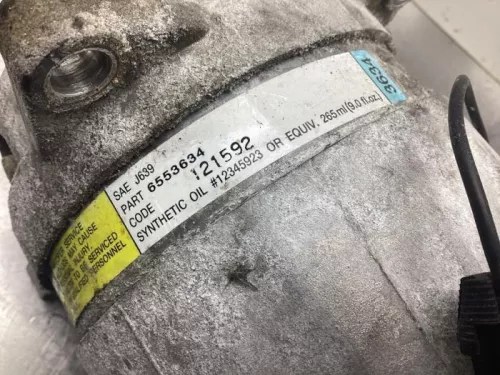 SAE J639
PART 6553634
CODE 121592
SYNTHETIC OIL #12345923 OR EQUIV. 265ml(9.0 fl.oz.)
3634
SERVICE
MAY CAUSE
INJURY
TO BE SERVICED
PERSONNEL